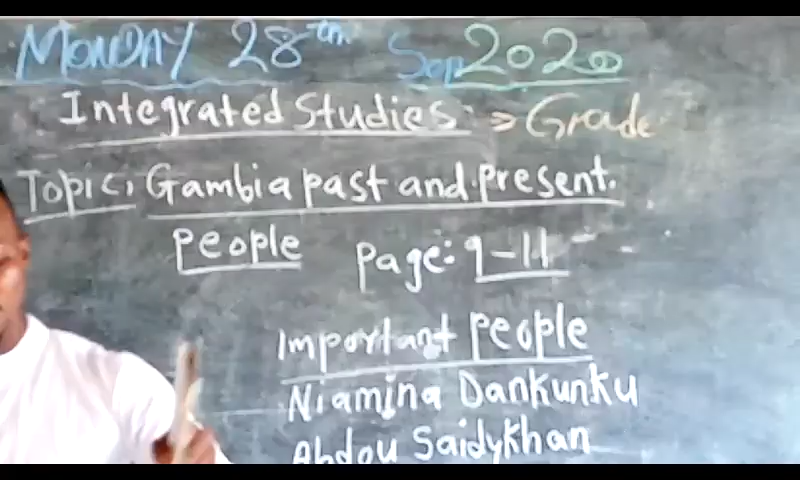 MONDAY 28th Sep 2020
Integrated Studies => Grade
Topic: Gambia past and present.
people page: 9-11
Important people
Niamina Dankunku
Abdou Saidykhan